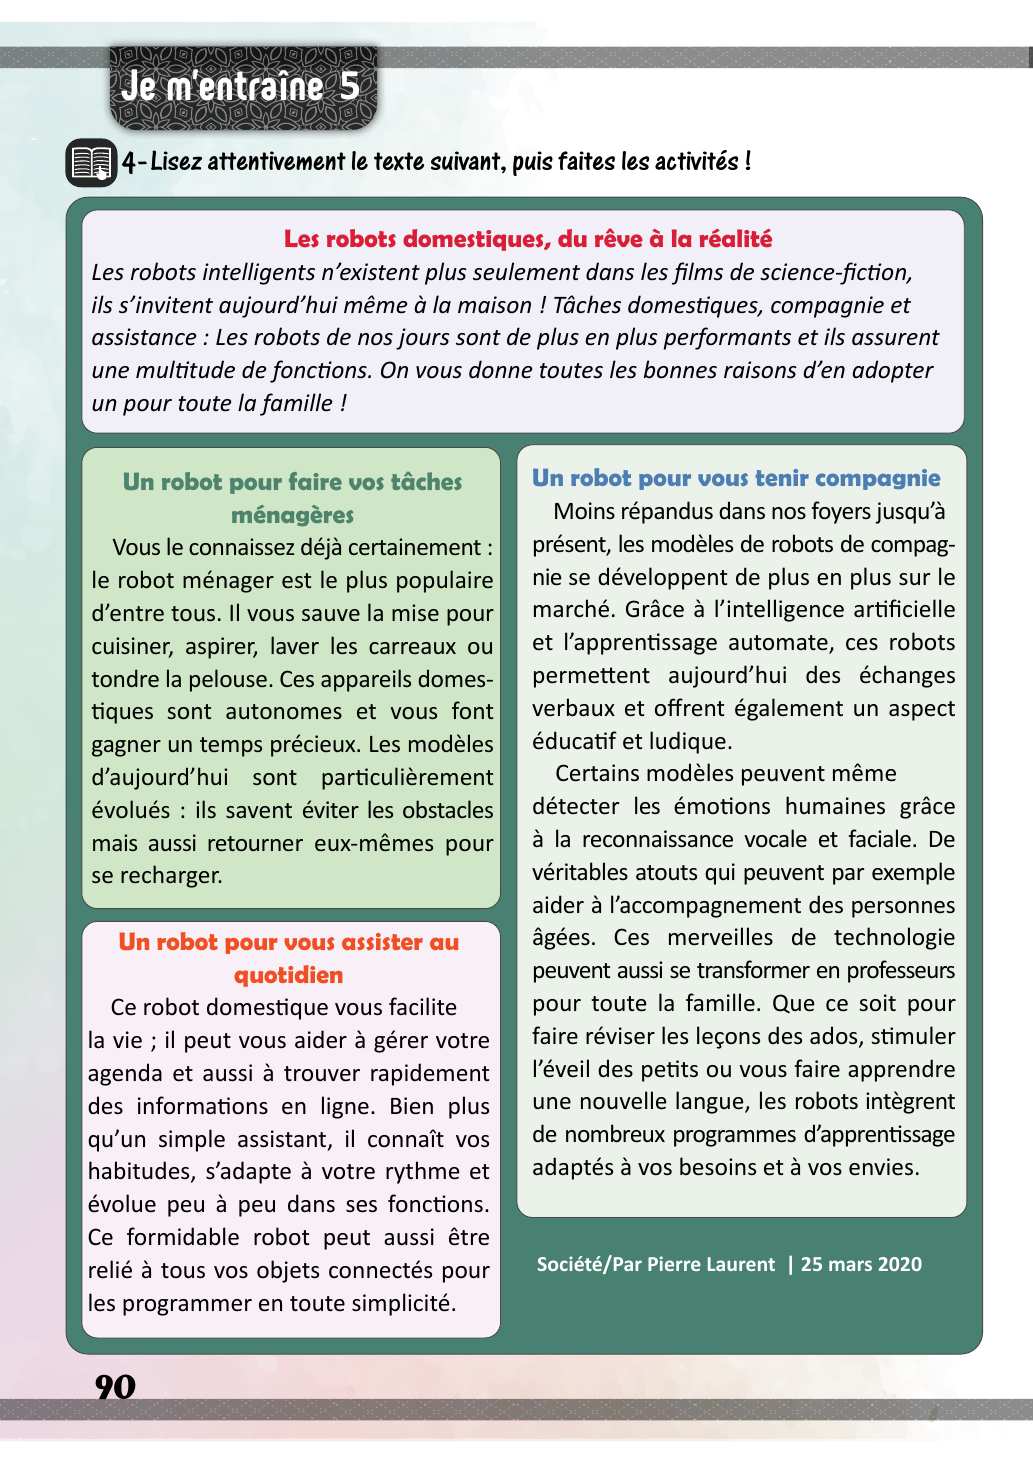 Je m'entraîne 5
4- Lisez attentivement le texte suivant, puis faites les activités !
Les robots domestiques, du rêve à la réalité
Les robots intelligents n'existent plus seulement dans les films de science-fiction,
ils s'invitent aujourd'hui même à la maison ! Tâches domestiques, compagnie et
assistance : Les robots de nos jours sont de plus en plus performants et ils assurent
une multitude de fonctions. On vous donne toutes les bonnes raisons d'en adopter
un pour toute la famille !
Un robot pour faire vos tâches
ménagères
Vous le connaissez déjà certainement :
le robot ménager est le plus populaire
d'entre tous. Il vous sauve la mise pour
cuisiner, aspirer, laver les carreaux ou
tondre la pelouse. Ces appareils domes-
tiques sont autonomes et vous font
gagner un temps précieux. Les modèles
d'aujourd'hui sont particulièrement
évolués : ils savent éviter les obstacles
mais aussi retourner eux-mêmes pour
se recharger.
Un robot pour vous assister au
quotidien
Ce robot domestique vous facilite
la vie ; il peut vous aider à gérer votre
agenda et aussi à trouver rapidement
des informations en ligne. Bien plus
qu'un simple assistant, il connaît vos
habitudes, s'adapte à votre rythme et
évolue peu à peu dans ses fonctions.
Ce formidable robot peut aussi être
relié à tous vos objets connectés pour
les programmer en toute simplicité.
Un robot pour vous tenir compagnie
Moins répandus dans nos foyers jusqu'à
présent, les modèles de robots de compag-
nie se développent de plus en plus sur le
marché. Grâce à l'intelligence artificielle
et l'apprentissage automate, ces robots
permettent aujourd'hui des échanges
verbaux et offrent également un aspect
éducatif et ludique.
Certains modèles peuvent même
détecter les émotions humaines grâce
à la reconnaissance vocale et faciale. De
véritables atouts qui peuvent par exemple
aider à l'accompagnement des personnes
âgées. Ces merveilles de technologie
peuvent aussi se transformer en professeurs
pour toute la famille. Que ce soit pour
faire réviser les leçons des ados, stimuler
l'éveil des petits ou vous faire apprendre
une nouvelle langue, les robots intègrent
de nombreux programmes d'apprentissage
adaptés à vos besoins et à vos envies.
Société/Par Pierre Laurent | 25 mars 2020
90